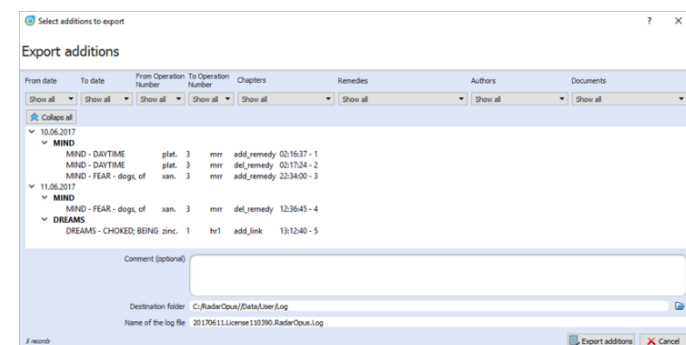 Select additions to export
Export additions
From date To date From Operation Number To Operation Number Chapters Remedies Authors Documents
Show all Show all Show all Show all Show all Show all Show all Show all
Collaps all
10.06.2017
MIND
MIND - DAYTIME plat. 3 mrr add_remedy 02:16:37 - 1
MIND - DAYTIME plat. 3 mrr del_remedy 02:17:24 - 2
MIND - FEAR - dogs, of xan. 3 mrr add_remedy 22:34:00 - 3
11.06.2017
MIND
MIND - FEAR - dogs, of xan. 3 mrr del_remedy 12:36:45 - 4
DREAMS
DREAMS - CHOKED; BEING zinc. 1 hr1 add_link 13:12:40 - 5
Comment (optional)
Destination folder C:/RadarOpus//Data/User/Log
Name of the log file 20170611.License110390.RadarOpus.Log
5 records Export additions Cancel